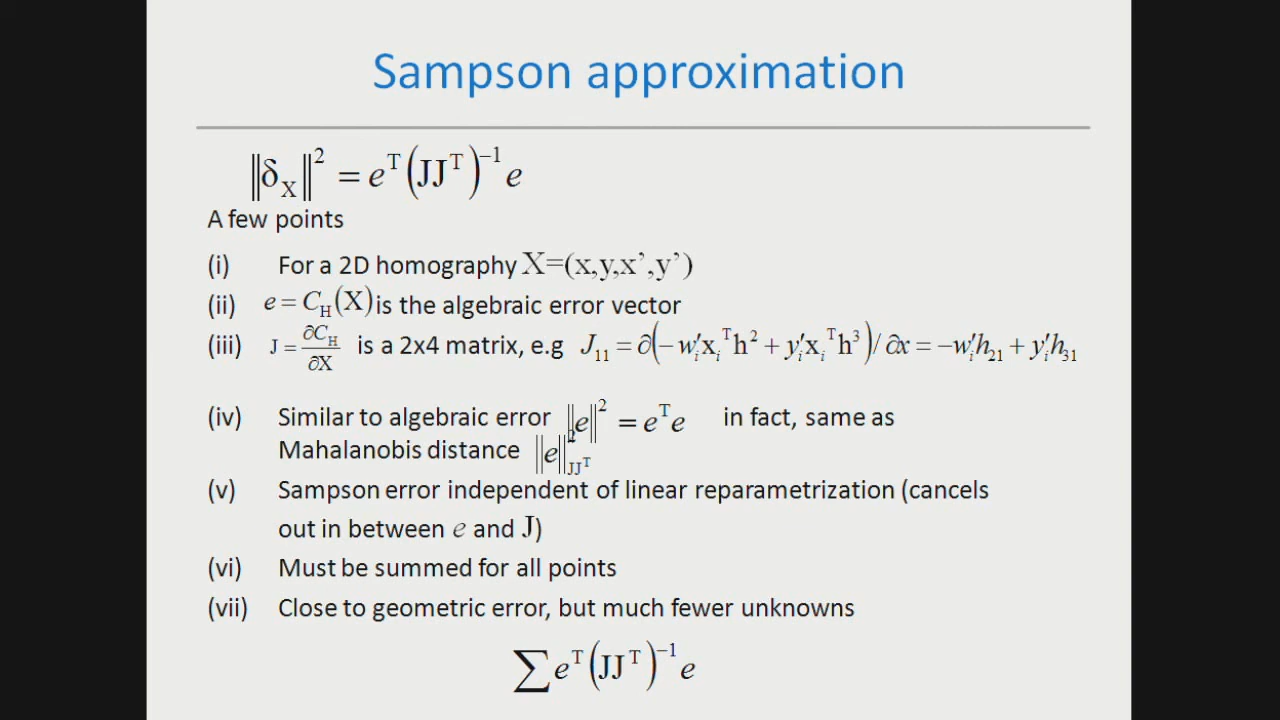 Sampson approximation
‖δ_X‖² = eᵀ(JJᵀ)⁻¹e
A few points
(i) For a 2D homography X=(x,y,x’,y’)
(ii) e = C_H(X) is the algebraic error vector
(iii) J = ∂C_H/∂X is a 2x4 matrix, e.g J₁₁ = ∂(−w′ᵢxᵢᵀh² + y′ᵢxᵢᵀh³)/∂x = −w′ᵢh₂₁ + y′ᵢh₃₁
(iv) Similar to algebraic error ‖e‖² = eᵀe in fact, same as
Mahalanobis distance ‖e‖²_JJᵀ
(v) Sampson error independent of linear reparametrization (cancels
out in between e and J)
(vi) Must be summed for all points
(vii) Close to geometric error, but much fewer unknowns
∑eᵀ(JJᵀ)⁻¹e